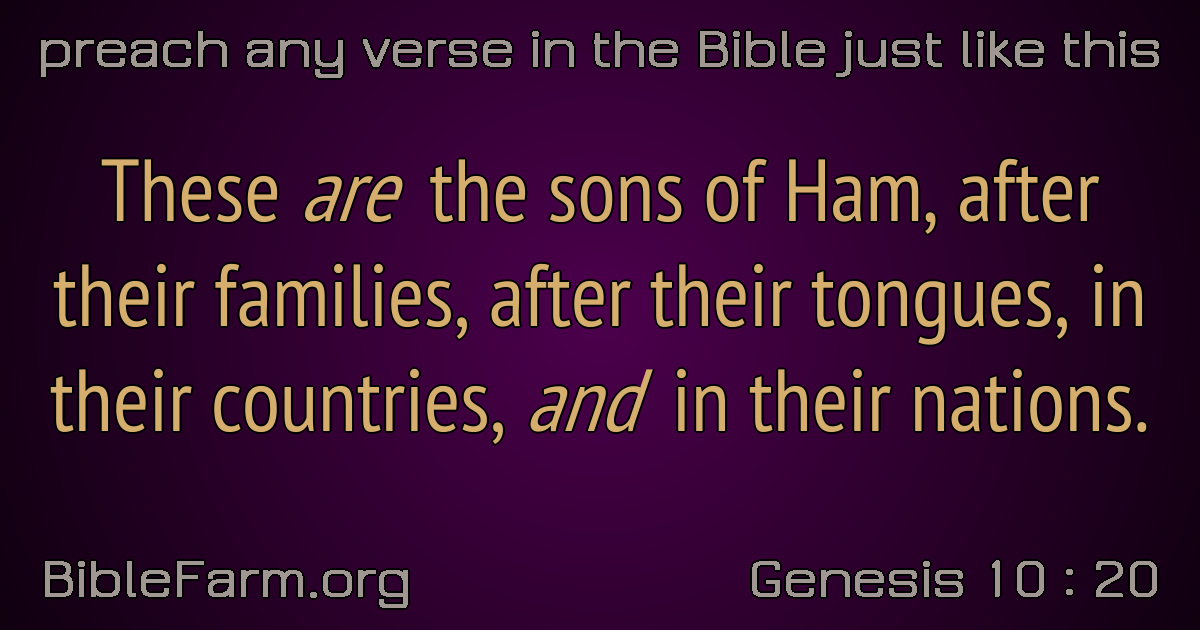 preach any verse in the Bible just like this
These are the sons of Ham, after
their families, after their tongues, in
their countries, and in their nations.
BibleFarm.org
Genesis 10 : 20